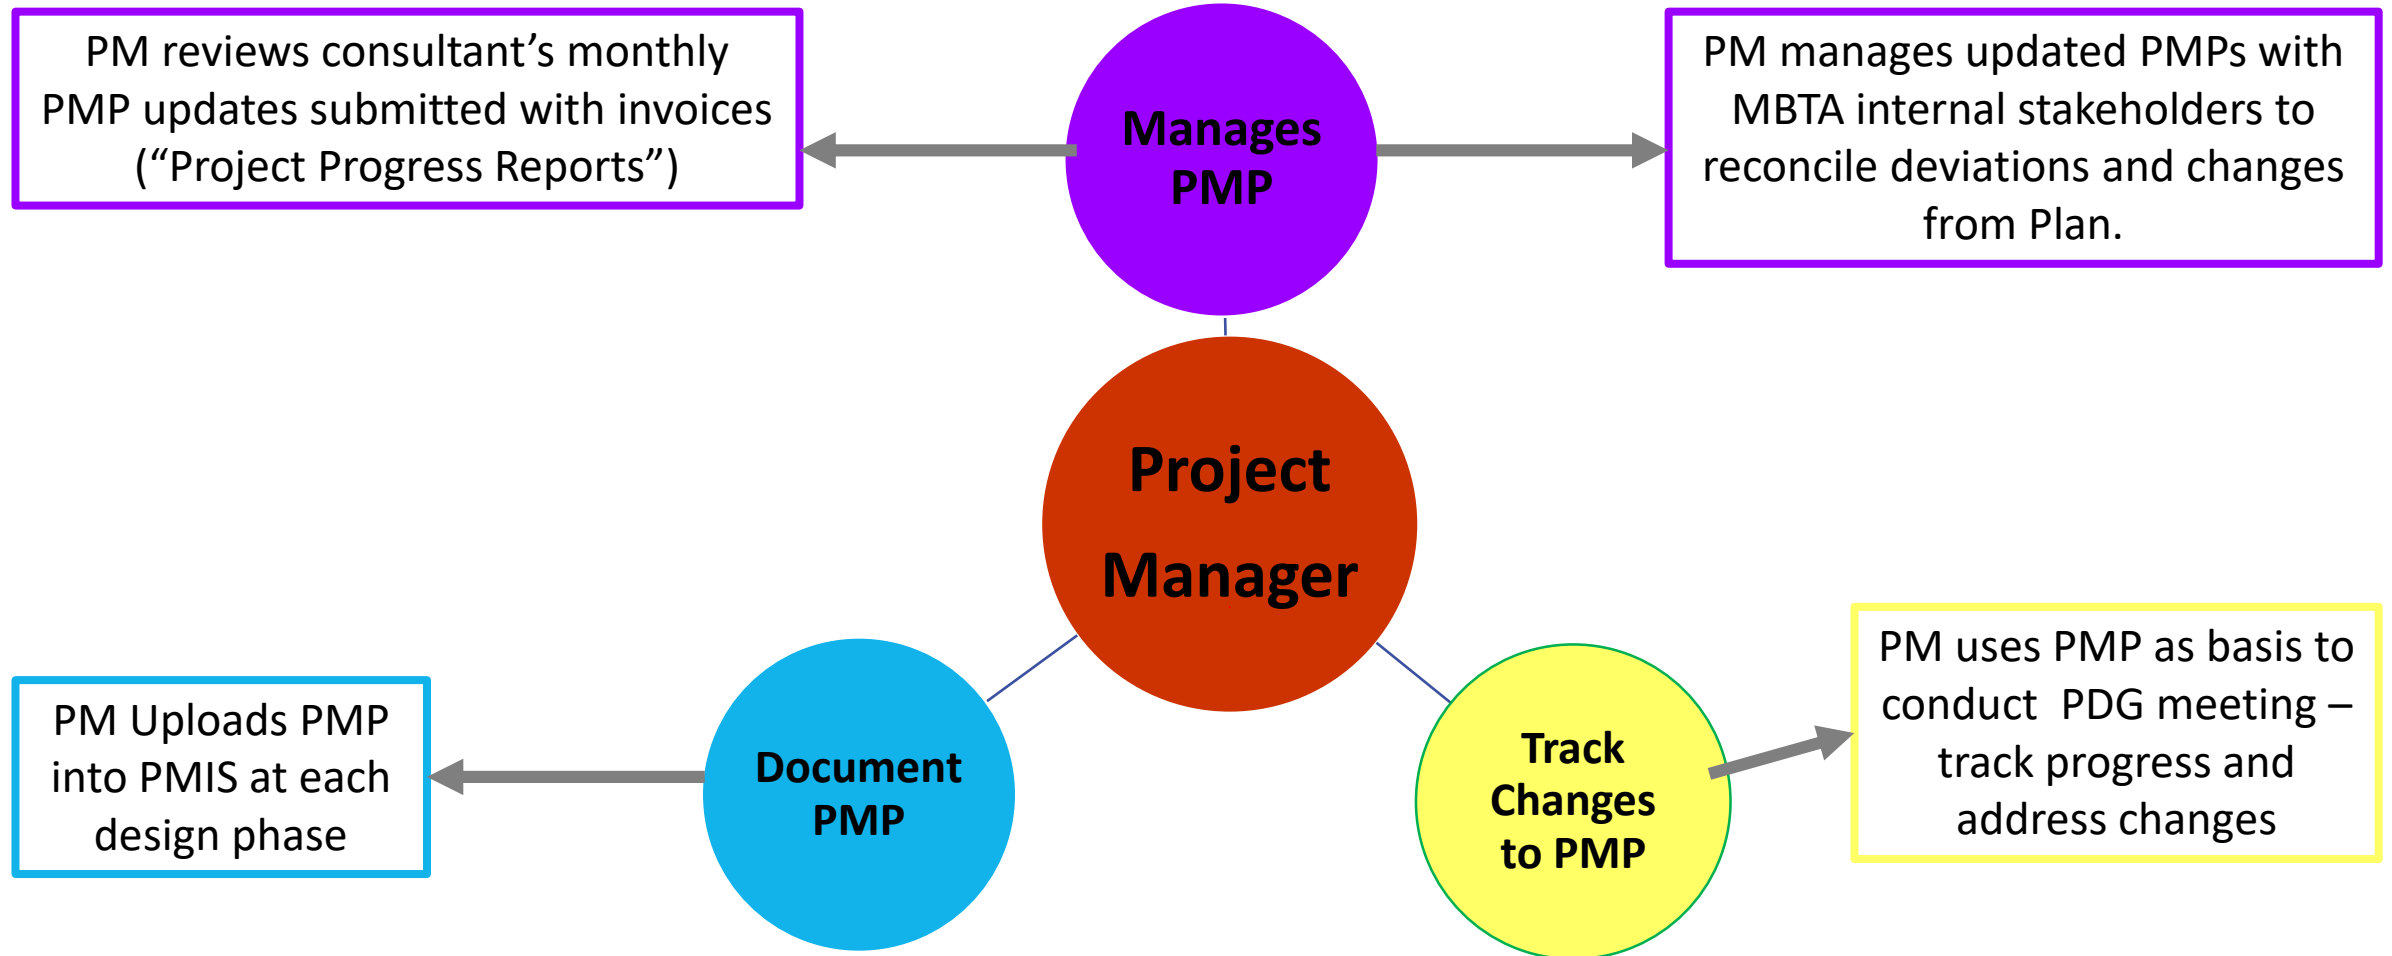 PM reviews consultant’s monthly
PMP updates submitted with invoices
(“Project Progress Reports”)
Manages
PMP
PM manages updated PMPs with
MBTA internal stakeholders to
reconcile deviations and changes
from Plan.
Project
Manager
PM Uploads PMP
into PMIS at each
design phase
Document
PMP
Track
Changes
to PMP
PM uses PMP as basis to
conduct  PDG meeting –
track progress and
address changes